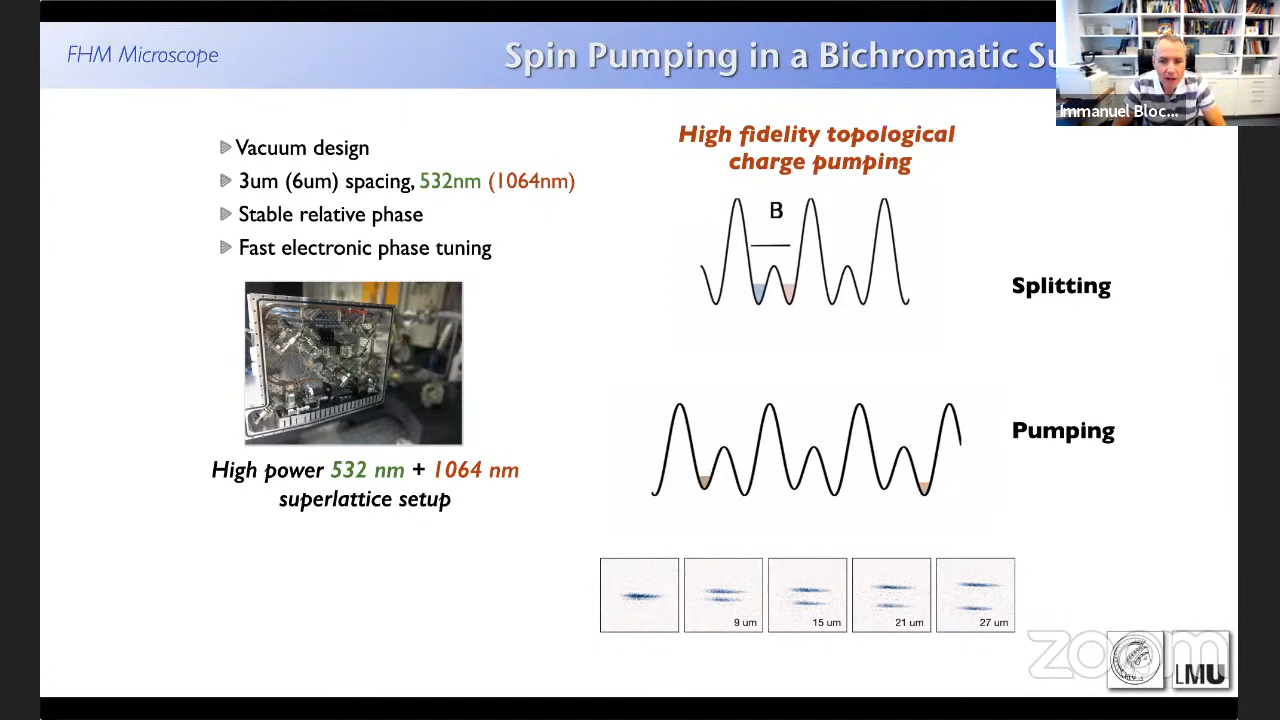 FHM Microscope
Spin Pumping in a Bichromatic Su
Immanuel Bloc...
Vacuum design
3um (6um) spacing, 532nm (1064nm)
Stable relative phase
Fast electronic phase tuning
High power 532 nm + 1064 nm
superlattice setup
High fidelity topological
charge pumping
B
Splitting
Pumping
9 um
15 um
21 um
27 um
zoom
LMU